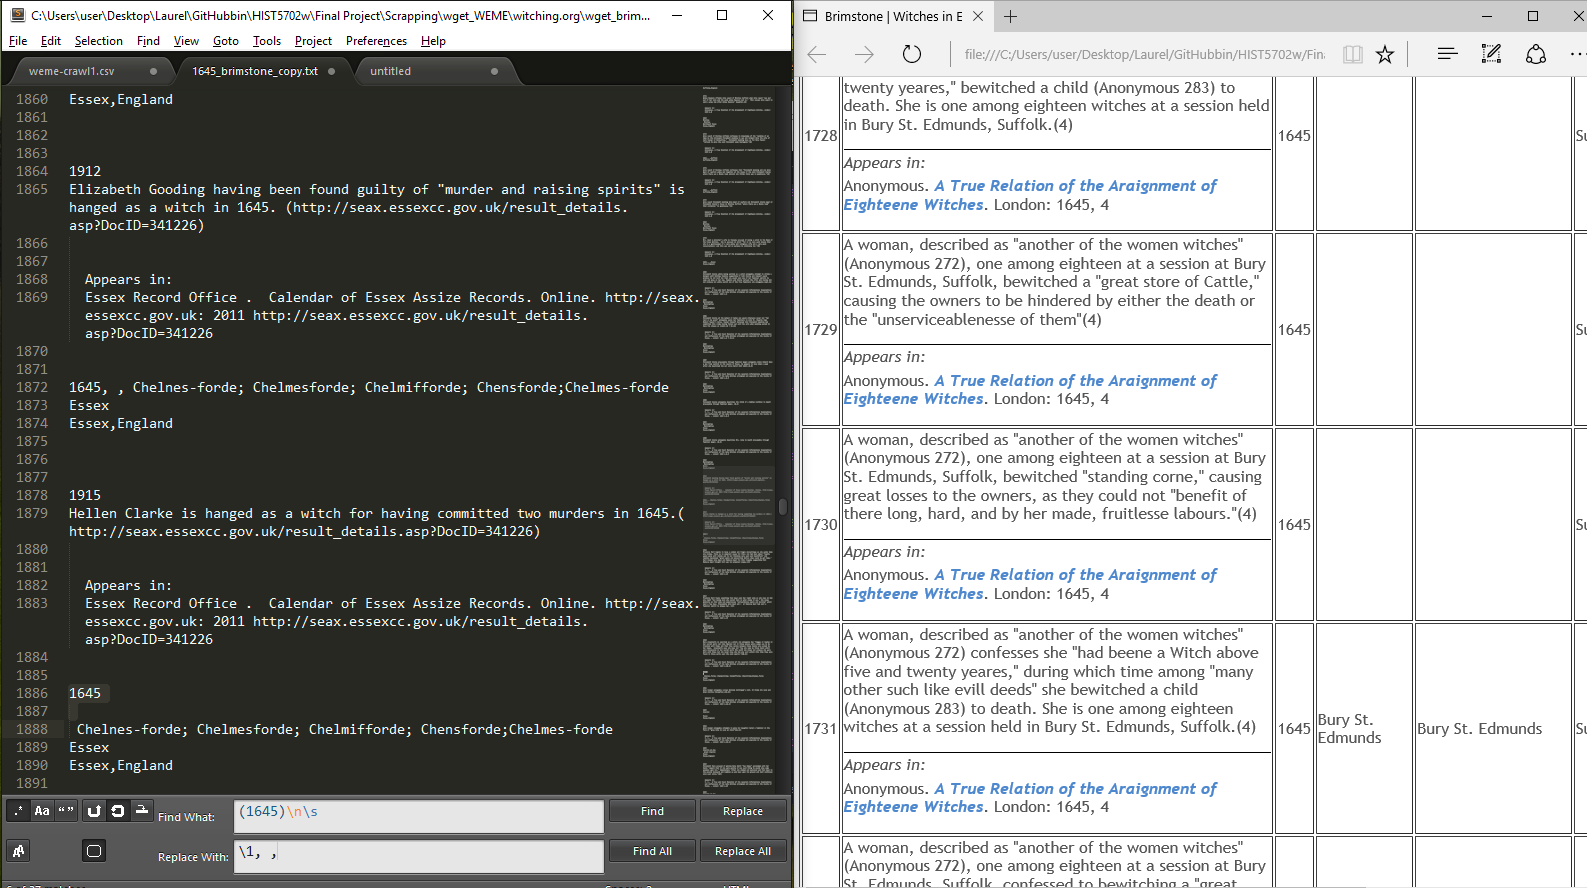 C:\Users\user\Desktop\Laurel\GitHubbin\HIST5702w\Final Project\Scrapping\wget_WEME\witching.org\wget_brim...
File Edit Selection Find View Goto Tools Project Preferences Help
weme-crawl1.csv 1645_brimstone_copy.txt untitled
1860 Essex,England
1861
1862
1863
1864 1912
1865 Elizabeth Gooding having been found guilty of "murder and raising spirits" is
hanged as a witch in 1645. (http://seax.essexcc.gov.uk/result_details.
asp?DocID=341226)
1866
1867
1868 Appears in:
1869 Essex Record Office .  Calendar of Essex Assize Records. Online. http://seax.
essexcc.gov.uk: 2011 http://seax.essexcc.gov.uk/result_details.
asp?DocID=341226
1870
1871
1872 1645, , Chelnes-forde; Chelmesforde; Chelmifforde; Chensforde;Chelmes-forde
1873 Essex
1874 Essex,England
1875
1876
1877
1878 1915
1879 Hellen Clarke is hanged as a witch for having committed two murders in 1645.(
http://seax.essexcc.gov.uk/result_details.asp?DocID=341226)
1880
1881
1882 Appears in:
1883 Essex Record Office .  Calendar of Essex Assize Records. Online. http://seax.
essexcc.gov.uk: 2011 http://seax.essexcc.gov.uk/result_details.
asp?DocID=341226
1884
1885
1886 1645
1887
1888 Chelnes-forde; Chelmesforde; Chelmifforde; Chensforde;Chelmes-forde
1889 Essex
1890 Essex,England
1891
.* Aa “”
Find What: (1645)\n\s Find Replace
Replace With: \1, , Find All Replace All
Brimstone | Witches in E
file:///C:/Users/user/Desktop/Laurel/GitHubbin/HIST5702w/Fin
twenty yeares," bewitched a child (Anonymous 283) to
death. She is one among eighteen witches at a session held
in Bury St. Edmunds, Suffolk.(4)
1728 1645 Su
Appears in:
Anonymous. A True Relation of the Araignment of
Eighteene Witches. London: 1645, 4
A woman, described as "another of the women witches"
(Anonymous 272), one among eighteen at a session at Bury
St. Edmunds, Suffolk, bewitched a "great store of Cattle,"
causing the owners to be hindered by either the death or
the "unserviceablenesse of them"(4)
1729 1645 Su
Appears in:
Anonymous. A True Relation of the Araignment of
Eighteene Witches. London: 1645, 4
A woman, described as "another of the women witches"
(Anonymous 272), one among eighteen at a session at Bury
St. Edmunds, Suffolk, bewitched "standing corne," causing
great losses to the owners, as they could not "benefit of
there long, hard, and by her made, fruitlesse labours."(4)
1730 1645 Su
Appears in:
Anonymous. A True Relation of the Araignment of
Eighteene Witches. London: 1645, 4
A woman, described as "another of the women witches"
(Anonymous 272) confesses she "had beene a Witch above
five and twenty yeares," during which time among "many
other such like evill deeds" she bewitched a child
(Anonymous 283) to death. She is one among eighteen
witches at a session held in Bury St. Edmunds, Suffolk.(4)
1731 1645 Bury St. Edmunds Bury St. Edmunds Su
Appears in:
Anonymous. A True Relation of the Araignment of
Eighteene Witches. London: 1645, 4
A woman, described as "another of the women witches"
(Anonymous 272), one among eighteen at a session at Bury
St. Edmunds, Suffolk, confessed to bewitching a "great